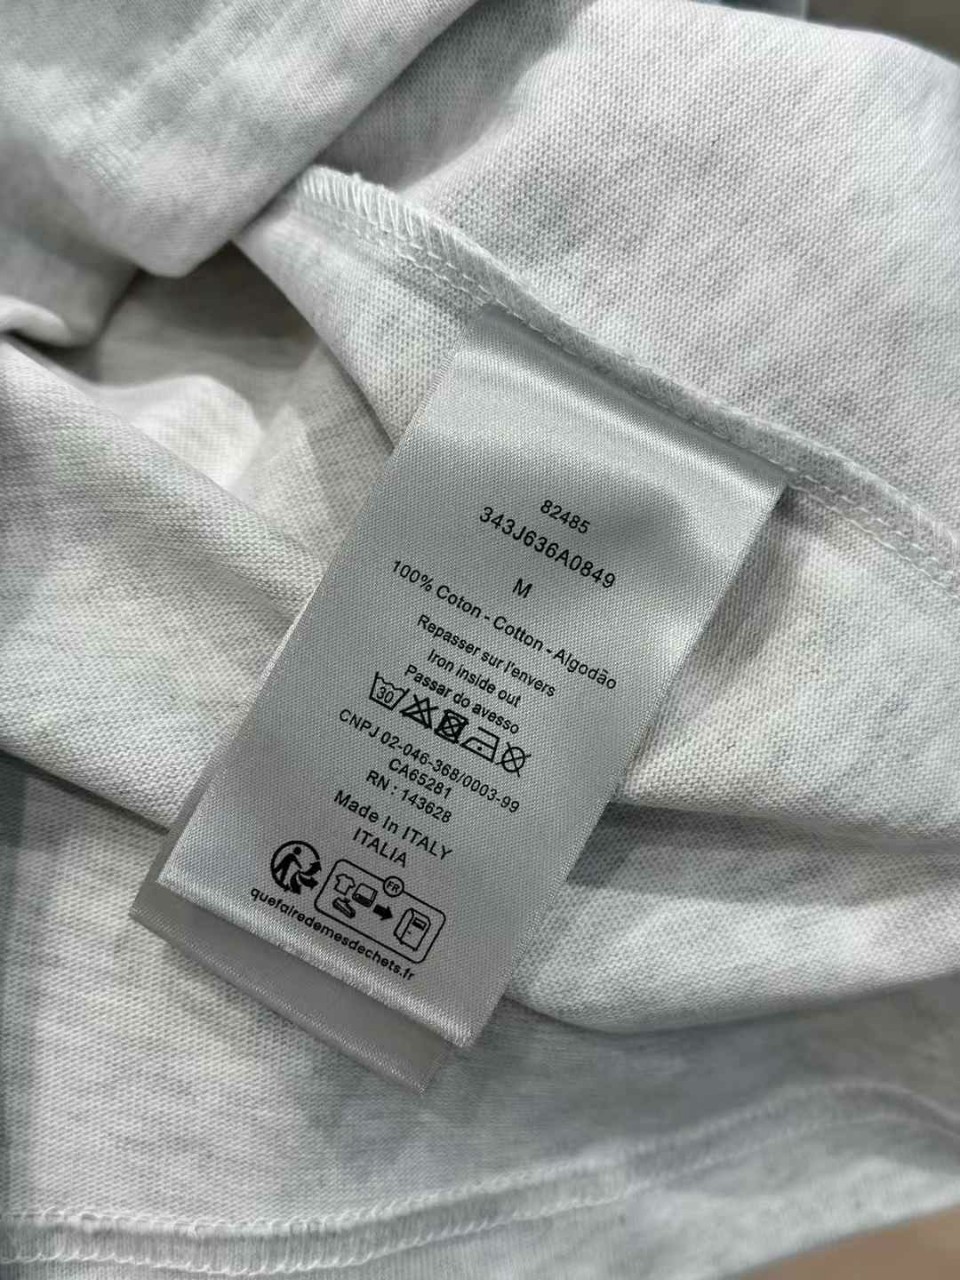 82485
343J636A0849
M
100% Coton - Cotton - Algodão
Repasser sur l'envers
Iron inside out
Passar do avesso
30
CNPJ 02-046-368/0003-99
CA65281
RN : 143628
Made In ITALY
ITALIA
FR
quefairedemesdechets.fr